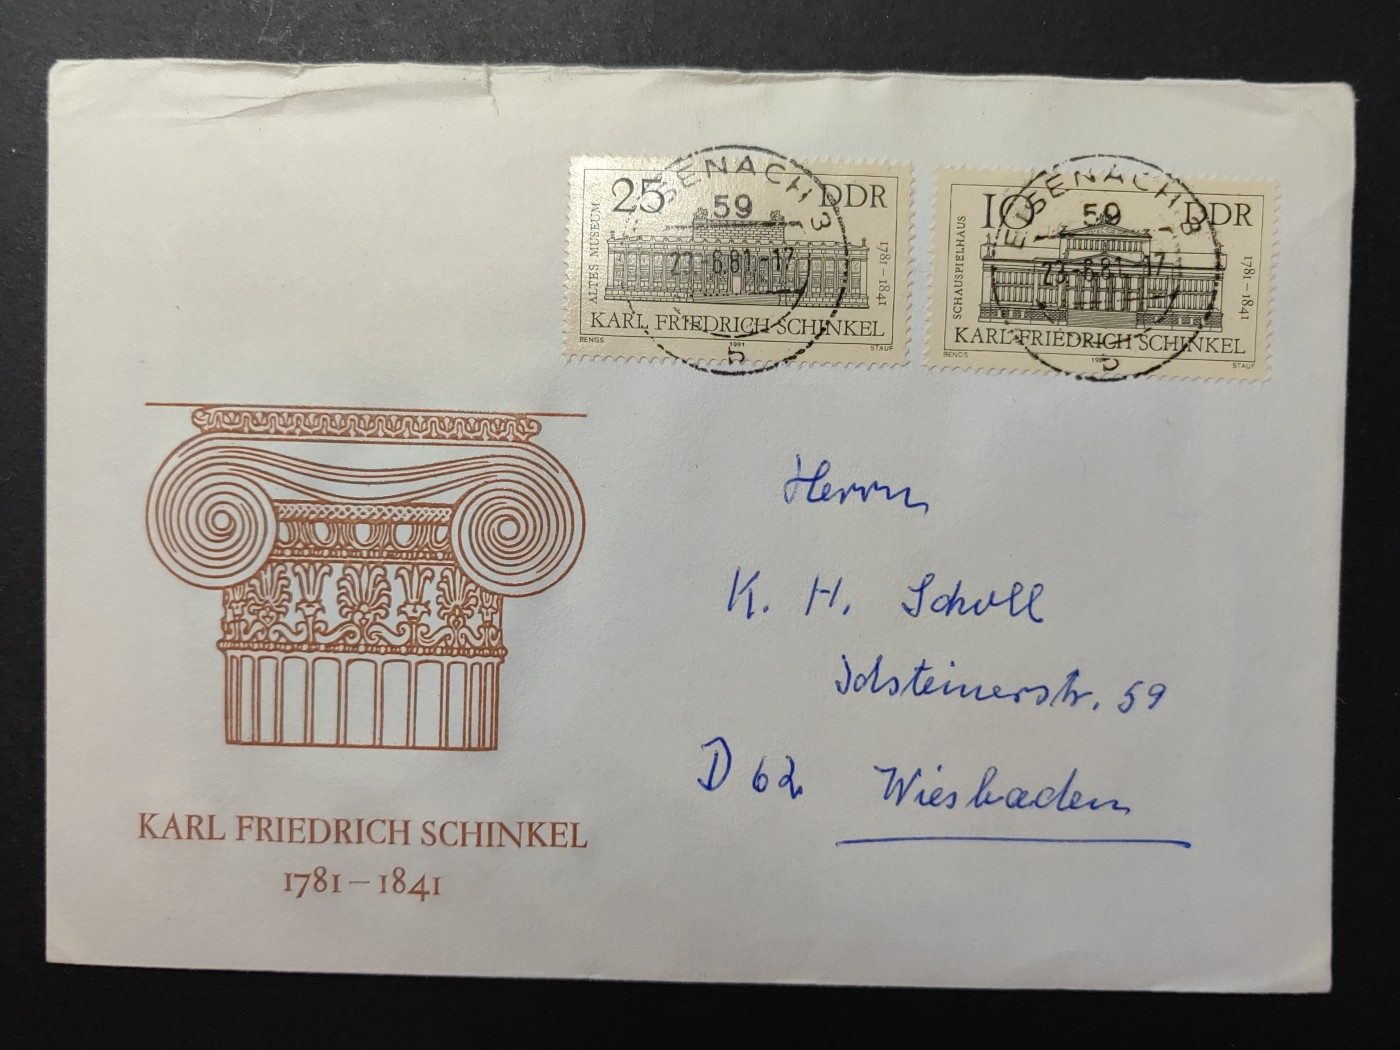 25 DDR
ALTES MUSEUM
1781–1841
KARL FRIEDRICH SCHINKEL
BENGS 1981 STAUF
10 DDR
SCHAUSPIELHAUS
1781–1841
KARL FRIEDRICH SCHINKEL
BENGS 1981 STAUF
EISENACH 3
59
23.-6.81-17
b
EISENACH 3
59
23.-6.81-17
b
Herrn
K. H. Scholl
Idsteinerstr. 59
D 62 Wiesbaden
KARL FRIEDRICH SCHINKEL
1781–1841